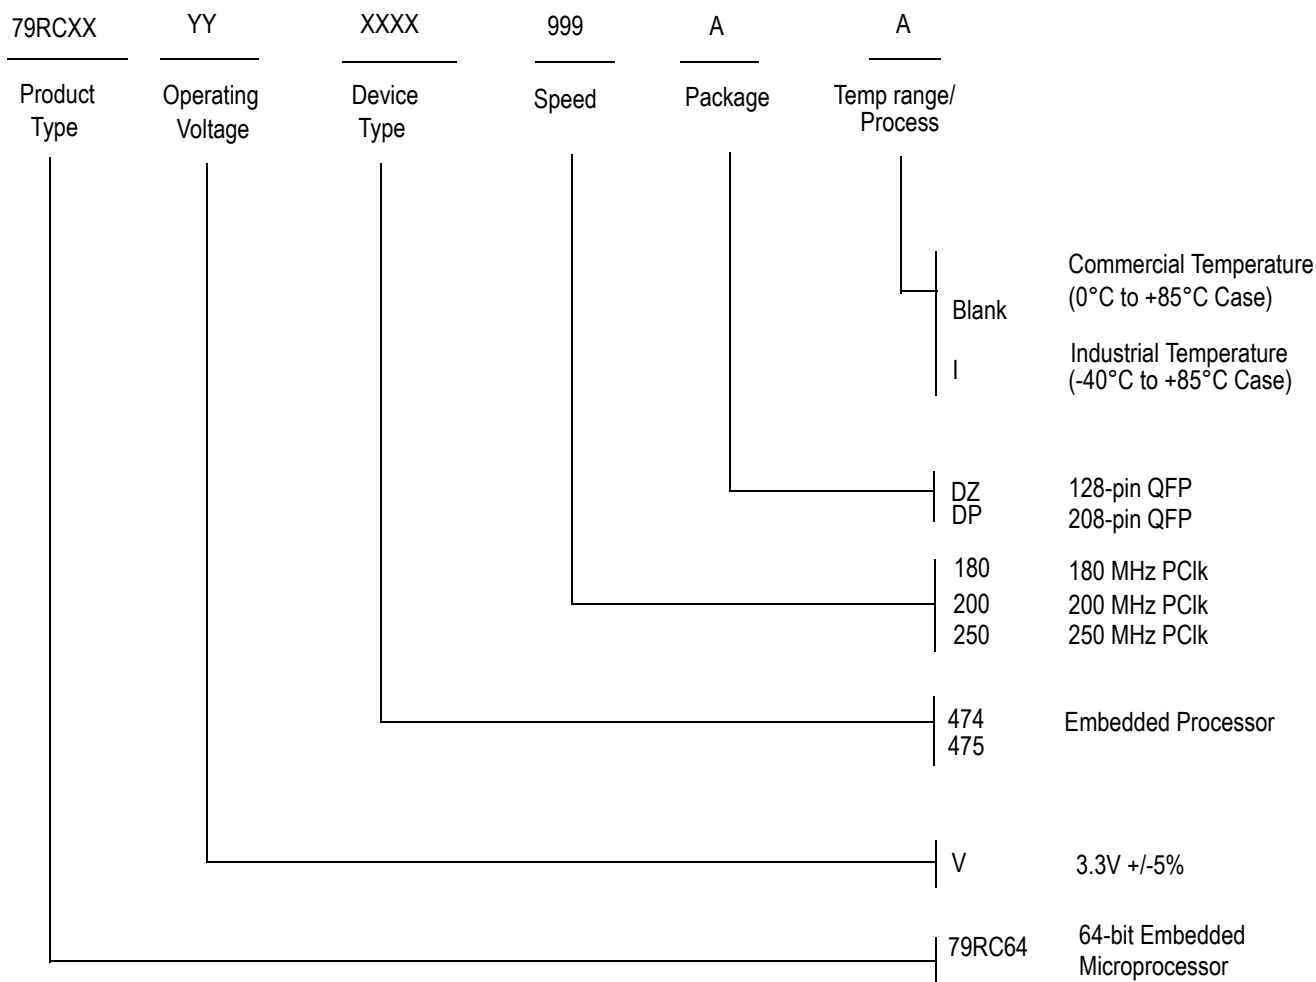 79RCXX YY XXXX 999 A A
Product Type
Operating Voltage
Device Type
Speed
Package
Temp range/
Process
Blank
Commercial Temperature
(0°C to +85°C Case)
I
Industrial Temperature
(-40°C to +85°C Case)
DZ 128-pin QFP
DP 208-pin QFP
180 180 MHz PClk
200 200 MHz PClk
250 250 MHz PClk
474 Embedded Processor
475
V 3.3V +/-5%
79RC64
64-bit Embedded
Microprocessor